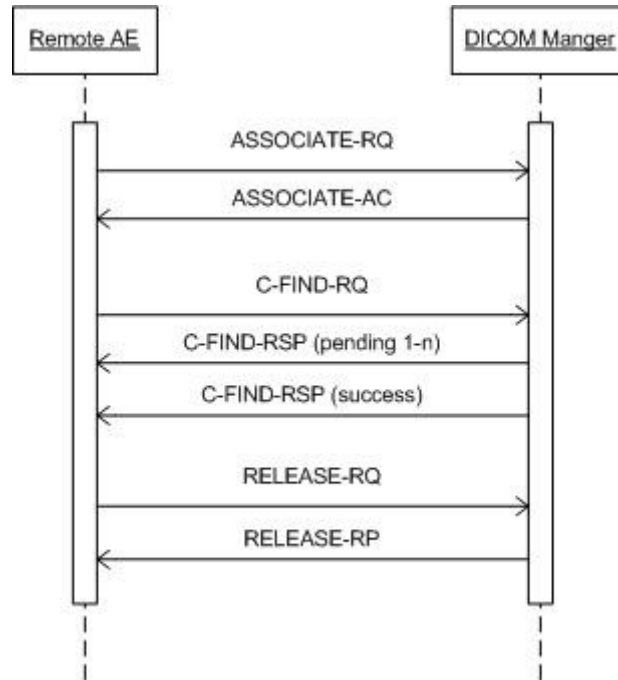 Remote AE
DICOM Manger
ASSOCIATE-RQ
ASSOCIATE-AC
C-FIND-RQ
C-FIND-RSP (pending 1-n)
C-FIND-RSP (success)
RELEASE-RQ
RELEASE-RP